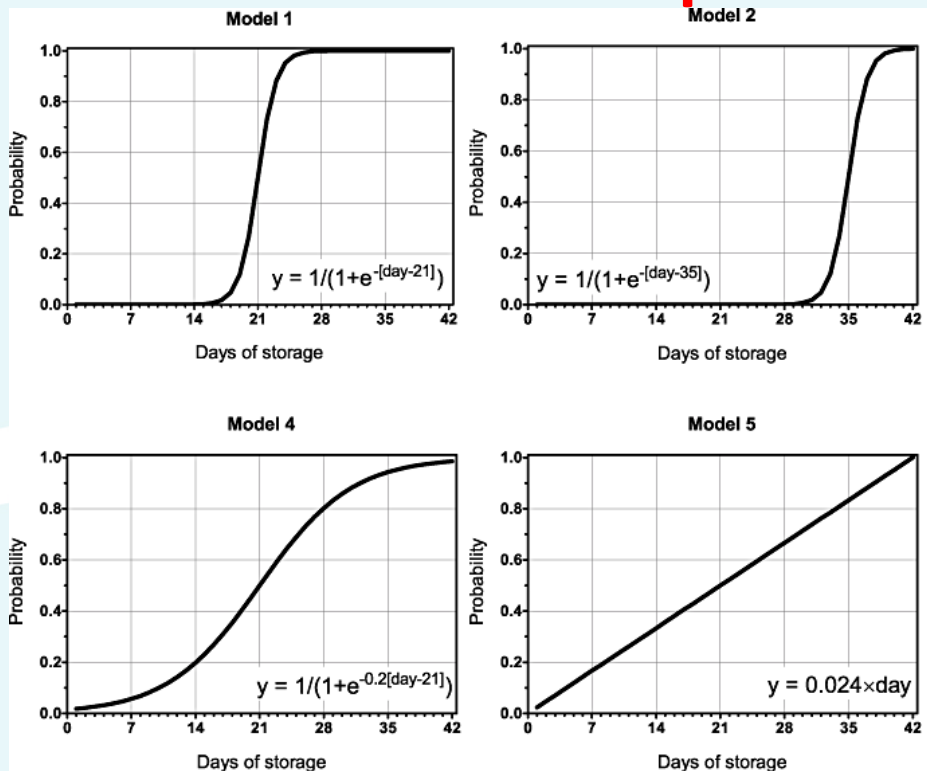 Model 1
Probability
1.0
0.8
0.6
0.4
0.2
0.0
y = 1/(1+e^-[day-21])
0 7 14 21 28 35 42
Days of storage
Model 2
Probability
1.0
0.8
0.6
0.4
0.2
0.0
y = 1/(1+e^-[day-35])
0 7 14 21 28 35 42
Days of storage
Model 4
Probability
1.0
0.8
0.6
0.4
0.2
0.0
y = 1/(1+e^-0.2[day-21])
0 7 14 21 28 35 42
Days of storage
Model 5
Probability
1.0
0.8
0.6
0.4
0.2
0.0
y = 0.024×day
0 7 14 21 28 35 42
Days of storage